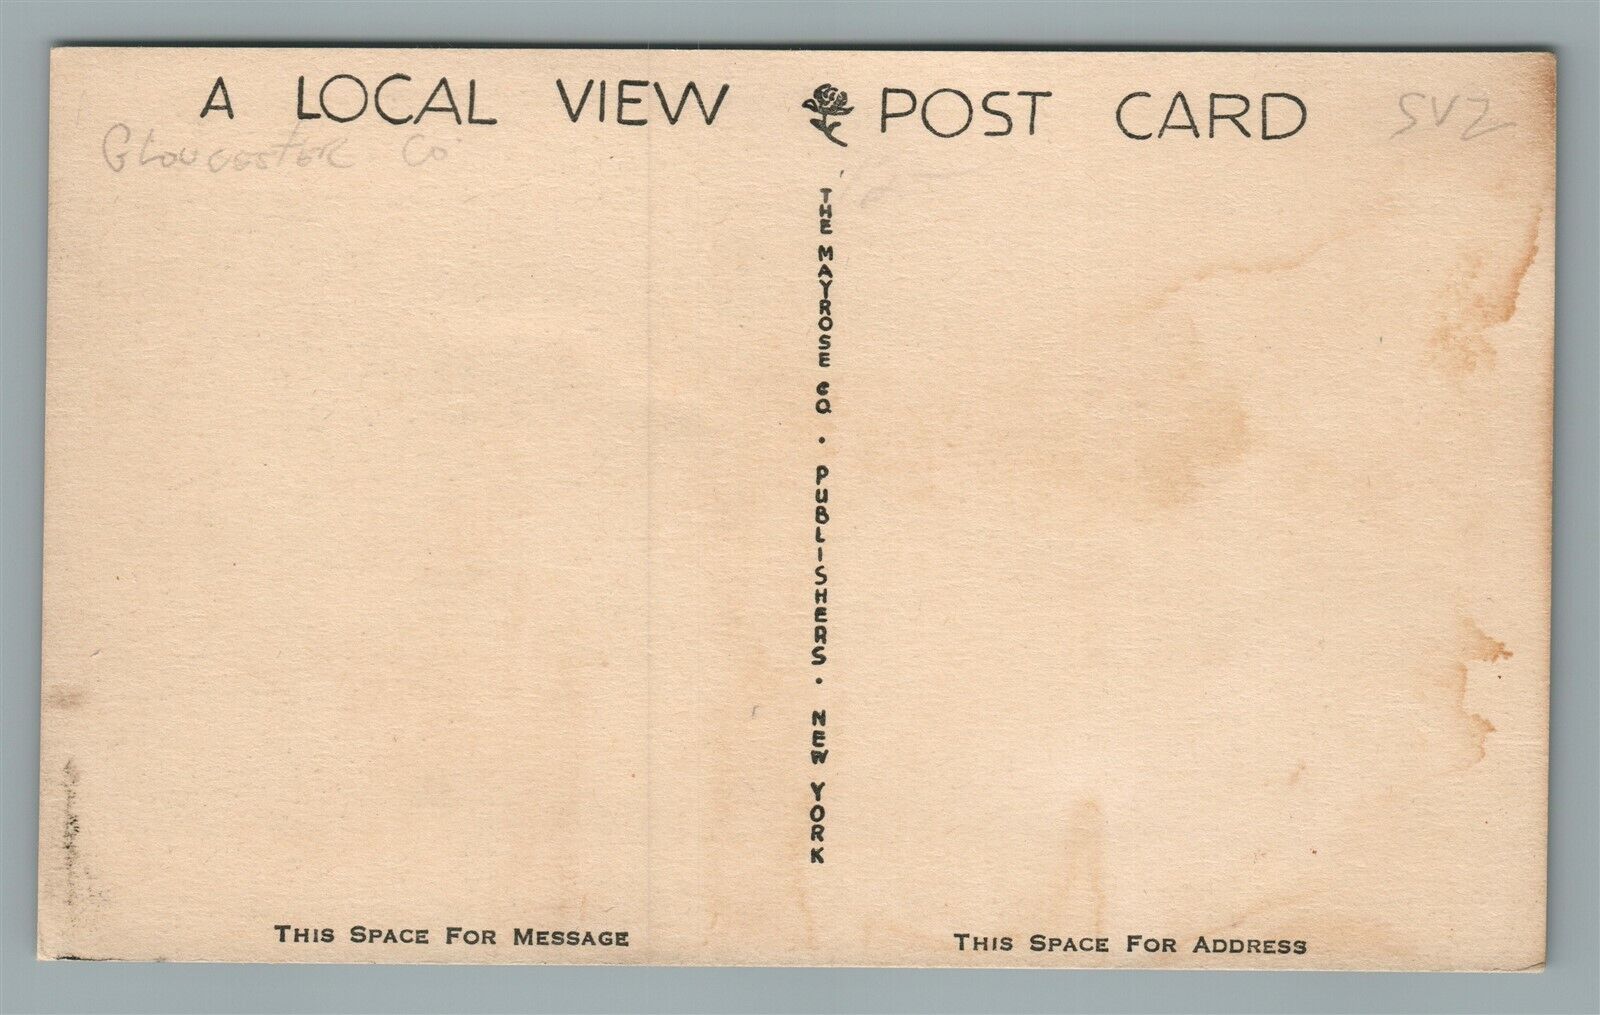 A LOCAL VIEW POST CARD
SVZ
Gloucester Co
THE MAYROSE CO. · PUBLISHERS · NEW YORK
THIS SPACE FOR MESSAGE
THIS SPACE FOR ADDRESS